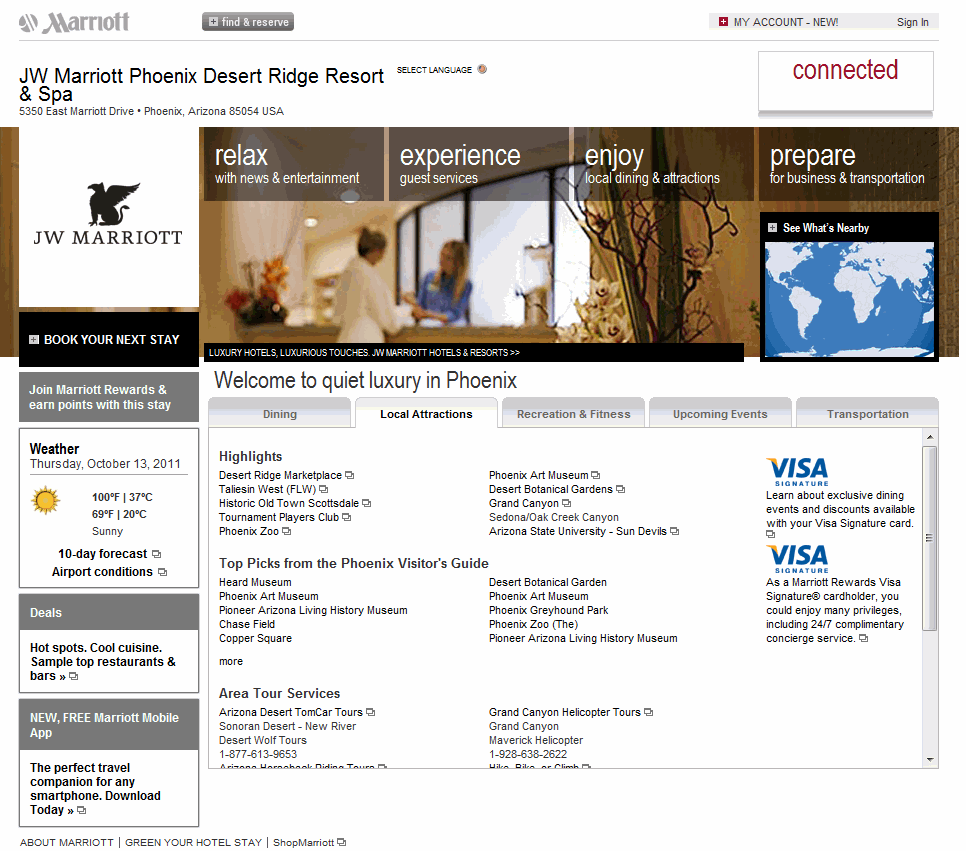 Marriott
find & reserve
MY ACCOUNT - NEW!
Sign In
JW Marriott Phoenix Desert Ridge Resort
& Spa
SELECT LANGUAGE
5350 East Marriott Drive • Phoenix, Arizona 85054 USA
connected
JW MARRIOTT
relax
with news & entertainment
experience
guest services
enjoy
local dining & attractions
prepare
for business & transportation
See What's Nearby
LUXURY HOTELS, LUXURIOUS TOUCHES. JW MARRIOTT HOTELS & RESORTS >>
BOOK YOUR NEXT STAY
Join Marriott Rewards &
earn points with this stay
Weather
Thursday, October 13, 2011
100ºF | 37ºC
69ºF | 20ºC
Sunny
10-day forecast
Airport conditions
Deals
Hot spots. Cool cuisine.
Sample top restaurants &
bars »
NEW, FREE Marriott Mobile
App
The perfect travel
companion for any
smartphone. Download
Today »
Welcome to quiet luxury in Phoenix
Dining
Local Attractions
Recreation & Fitness
Upcoming Events
Transportation
Highlights
Desert Ridge Marketplace
Taliesin West (FLW)
Historic Old Town Scottsdale
Tournament Players Club
Phoenix Zoo
Phoenix Art Museum
Desert Botanical Gardens
Grand Canyon
Sedona/Oak Creek Canyon
Arizona State University - Sun Devils
Top Picks from the Phoenix Visitor's Guide
Heard Museum
Phoenix Art Museum
Pioneer Arizona Living History Museum
Chase Field
Copper Square
Desert Botanical Garden
Phoenix Art Museum
Phoenix Greyhound Park
Phoenix Zoo (The)
Pioneer Arizona Living History Museum
more
Area Tour Services
Arizona Desert TomCar Tours
Sonoran Desert - New River
Desert Wolf Tours
1-877-613-9653
Arizona Horseback Riding Tours
Grand Canyon Helicopter Tours
Grand Canyon
Maverick Helicopter
1-928-638-2622
Hike, Bike, or Climb
VISA
SIGNATURE
Learn about exclusive dining
events and discounts available
with your Visa Signature card.
VISA
SIGNATURE
As a Marriott Rewards Visa
Signature® cardholder, you
could enjoy many privileges,
including 24/7 complimentary
concierge service.
ABOUT MARRIOTT | GREEN YOUR HOTEL STAY | ShopMarriott